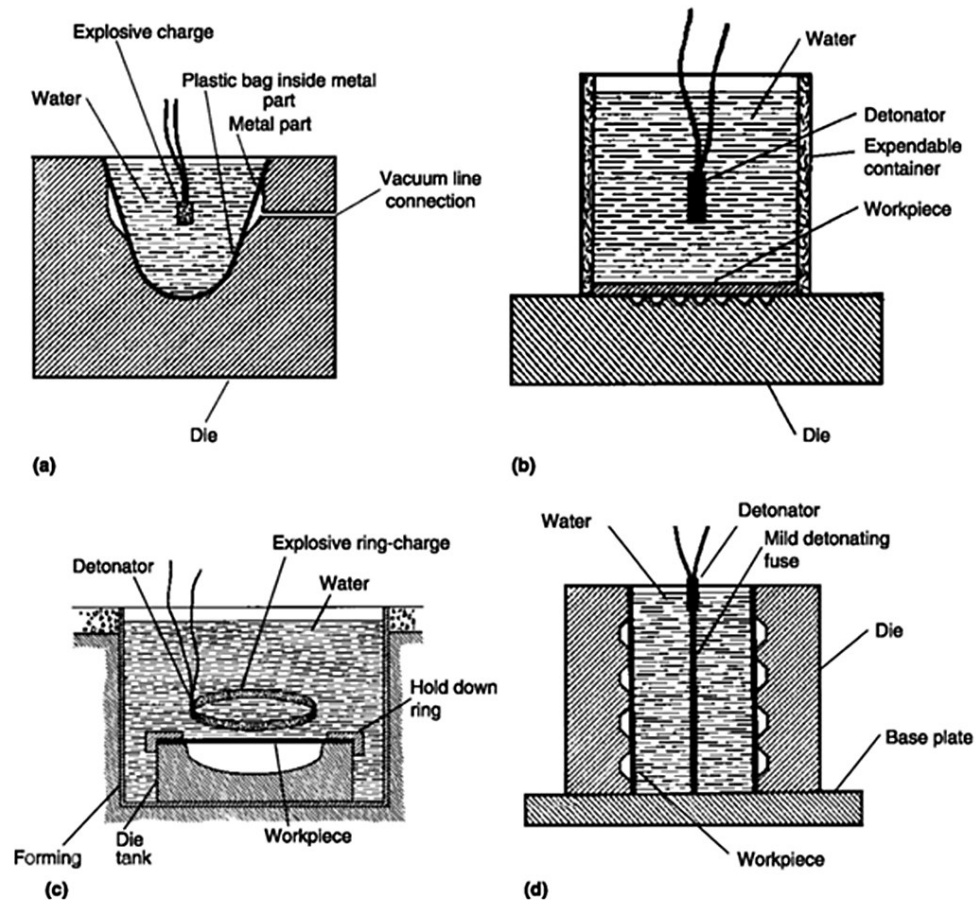 Explosive charge
Water
Plastic bag inside metal
part
Metal part
Vacuum line
connection
Die
(a)
Water
Detonator
Expendable
container
Workpiece
Die
(b)
Explosive ring-charge
Detonator
Water
Hold down
ring
Workpiece
Die
tank
Forming
(c)
Detonator
Water
Mild detonating
fuse
Die
Base plate
Workpiece
(d)